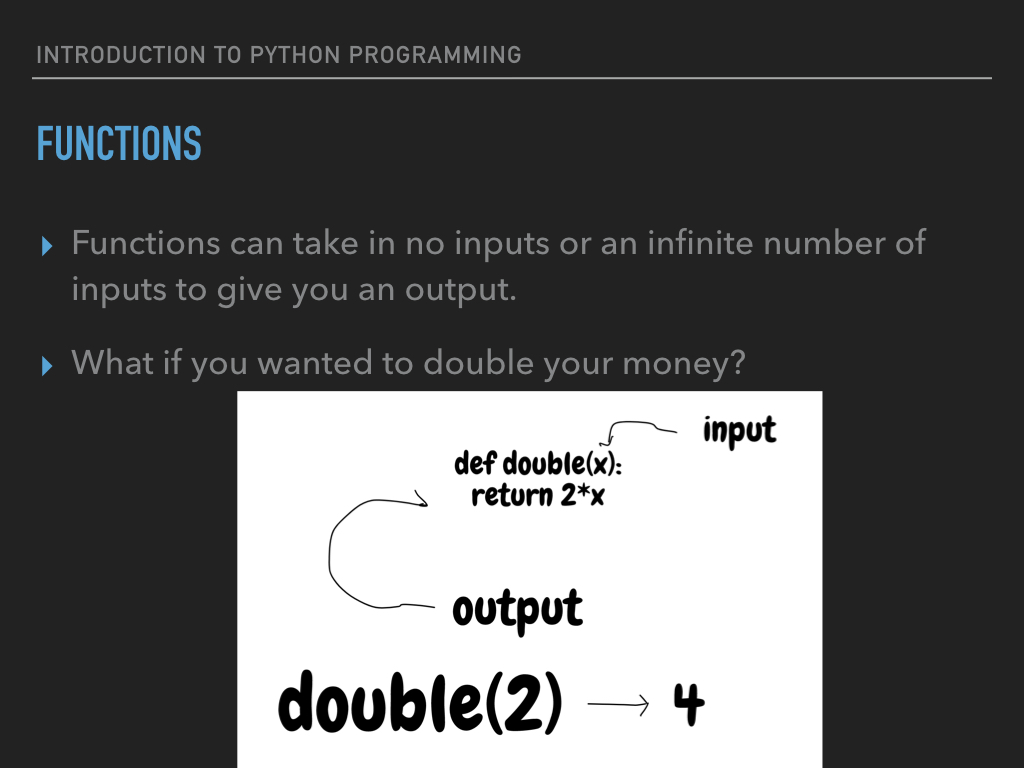 INTRODUCTION TO PYTHON PROGRAMMING
FUNCTIONS
Functions can take in no inputs or an infinite number of
inputs to give you an output.
What if you wanted to double your money?
input
def double(x):
return 2*x
output
double(2) → 4